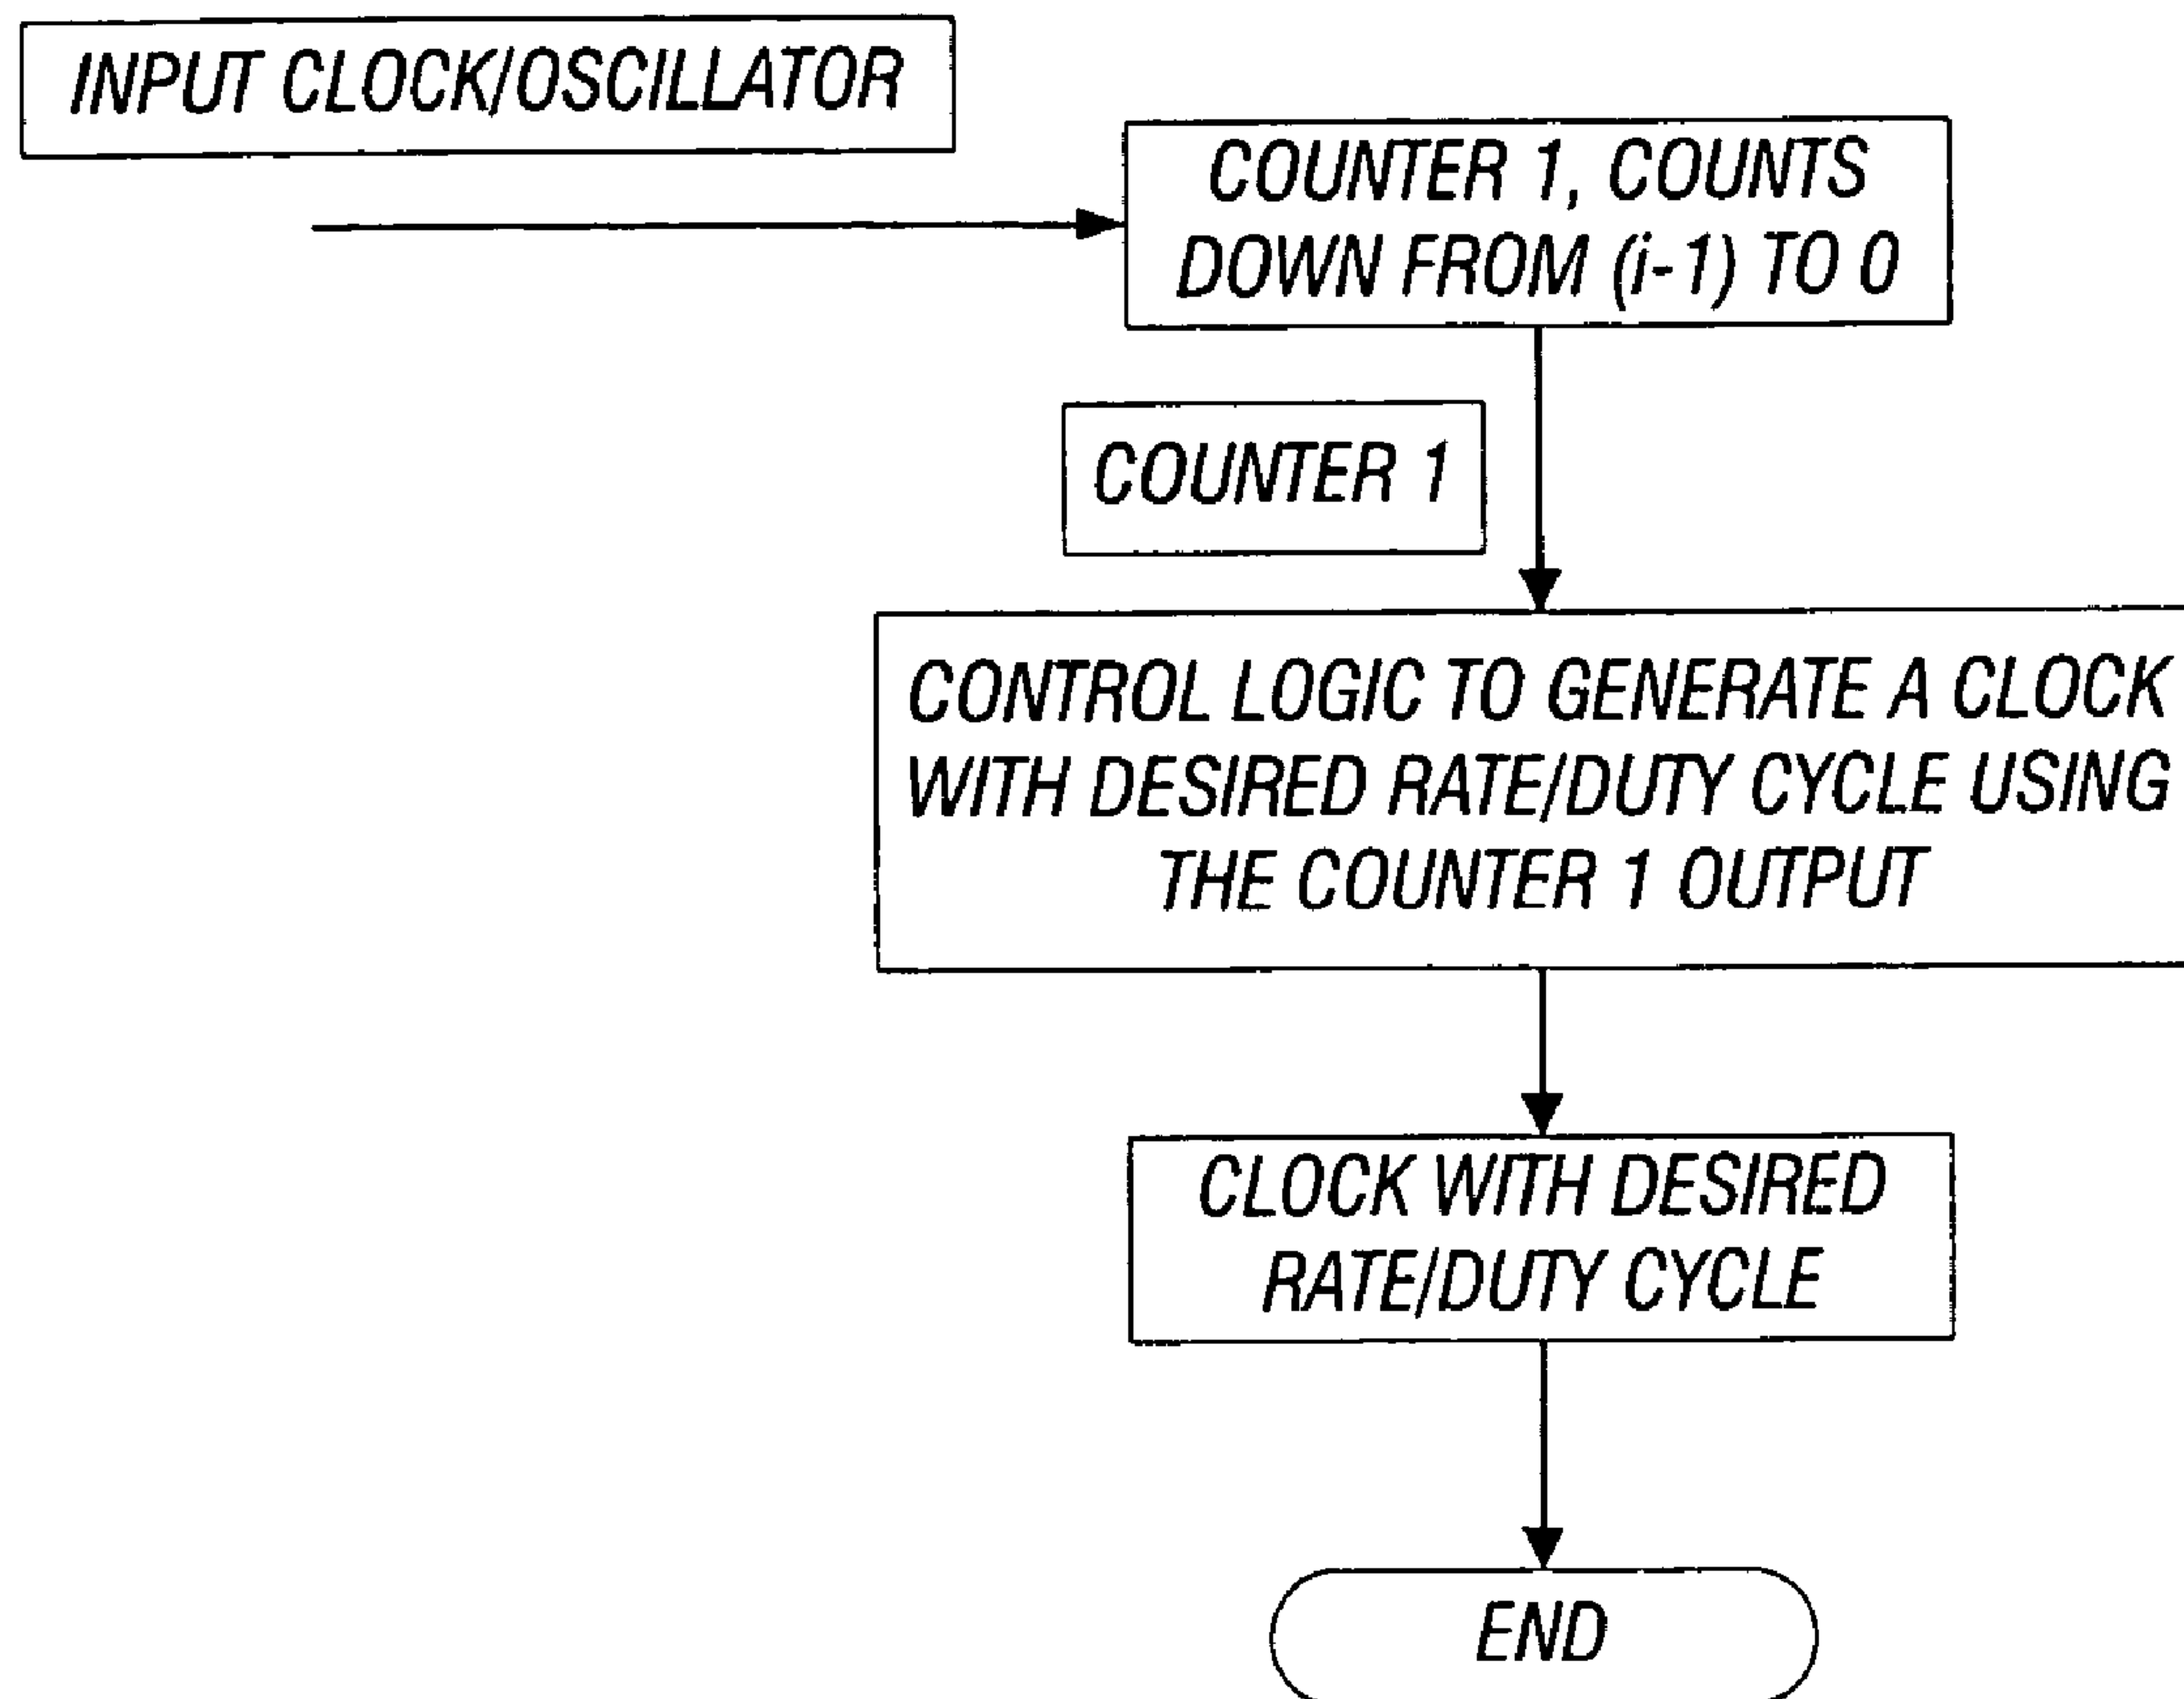 INPUT CLOCK/OSCILLATOR
COUNTER 1, COUNTS
DOWN FROM (i-1) TO 0
COUNTER 1
CONTROL LOGIC TO GENERATE A CLOCK
WITH DESIRED RATE/DUTY CYCLE USING
THE COUNTER 1 OUTPUT
CLOCK WITH DESIRED
RATE/DUTY CYCLE
END